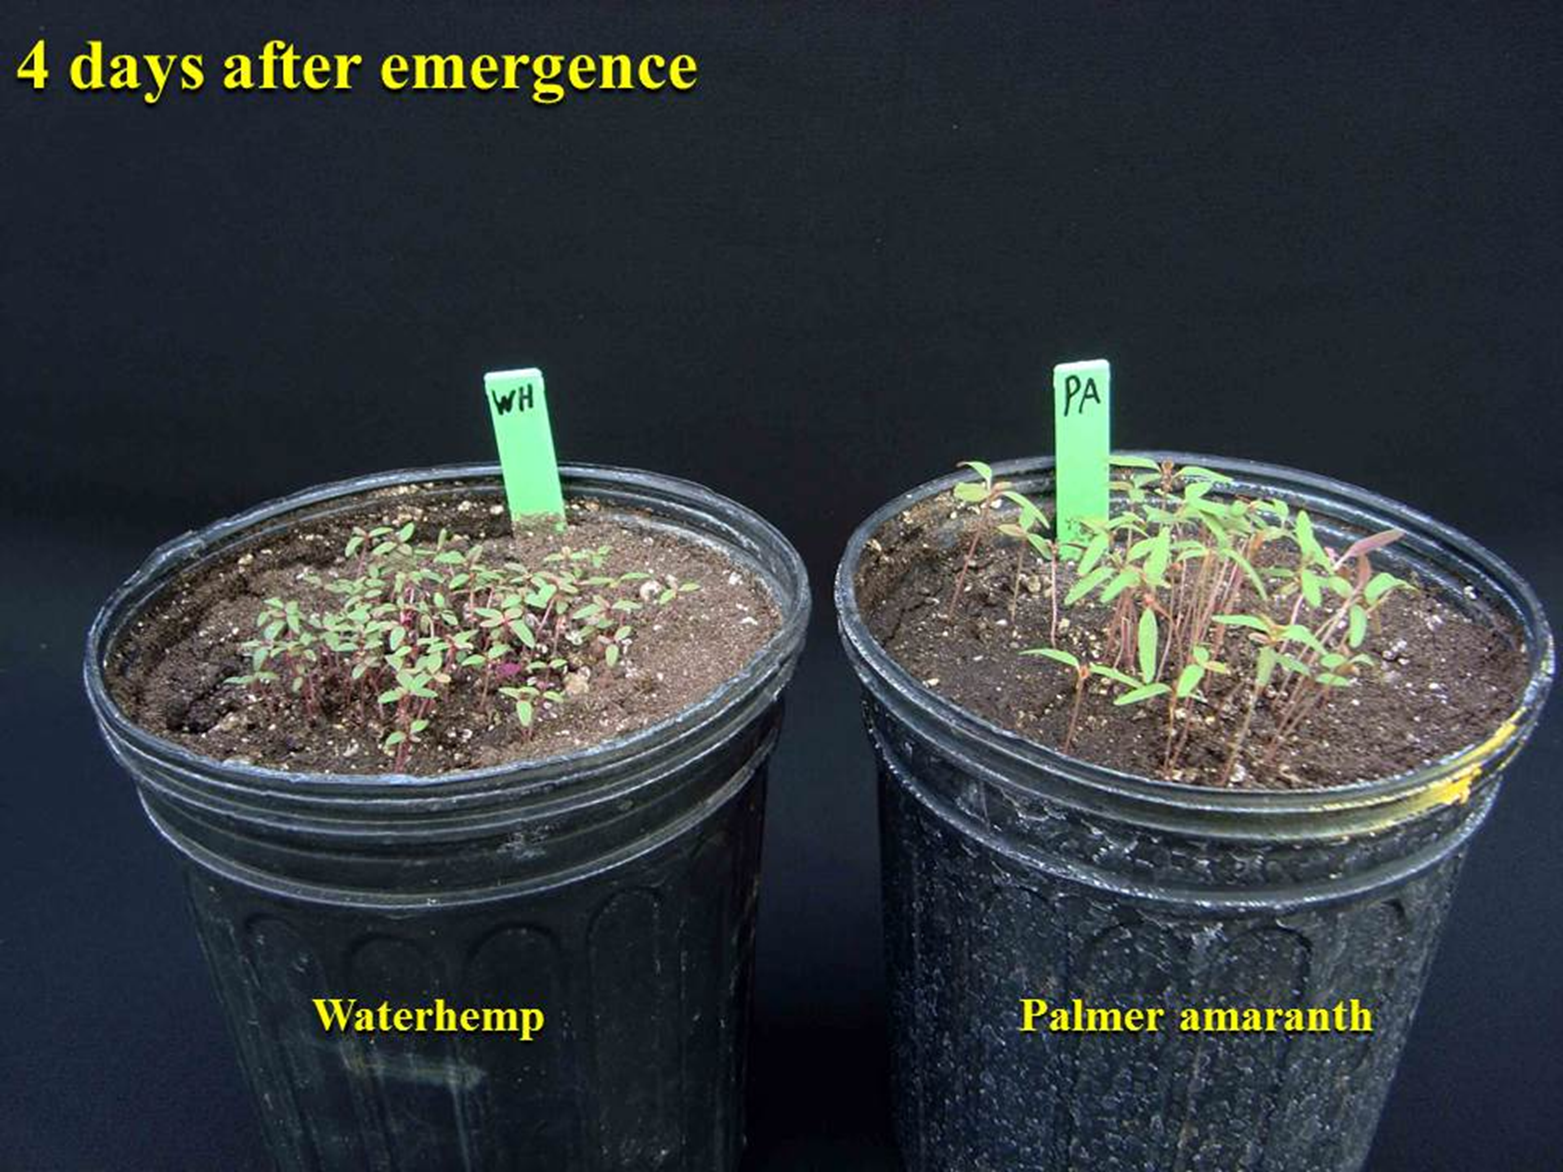 4 days after emergence
WH
PA
Waterhemp
Palmer amaranth